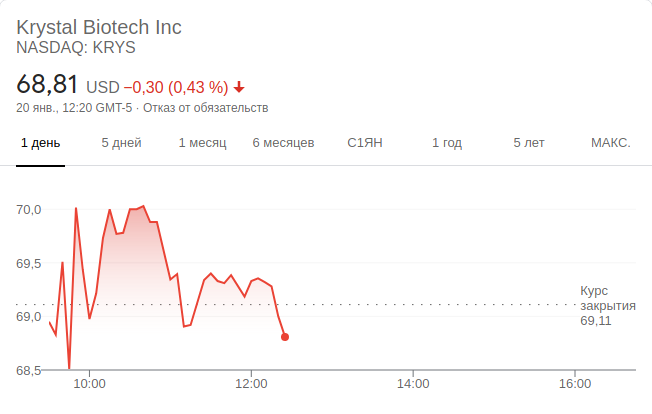 Krystal Biotech Inc
NASDAQ: KRYS
68,81 USD −0,30 (0,43 %)
20 янв., 12:20 GMT-5 · Отказ от обязательств
1 день 5 дней 1 месяц 6 месяцев С1ЯН 1 год 5 лет МАКС.
70,0
69,5
Курс
закрытия
69,11
69,0
68,5
10:00 12:00 14:00 16:00